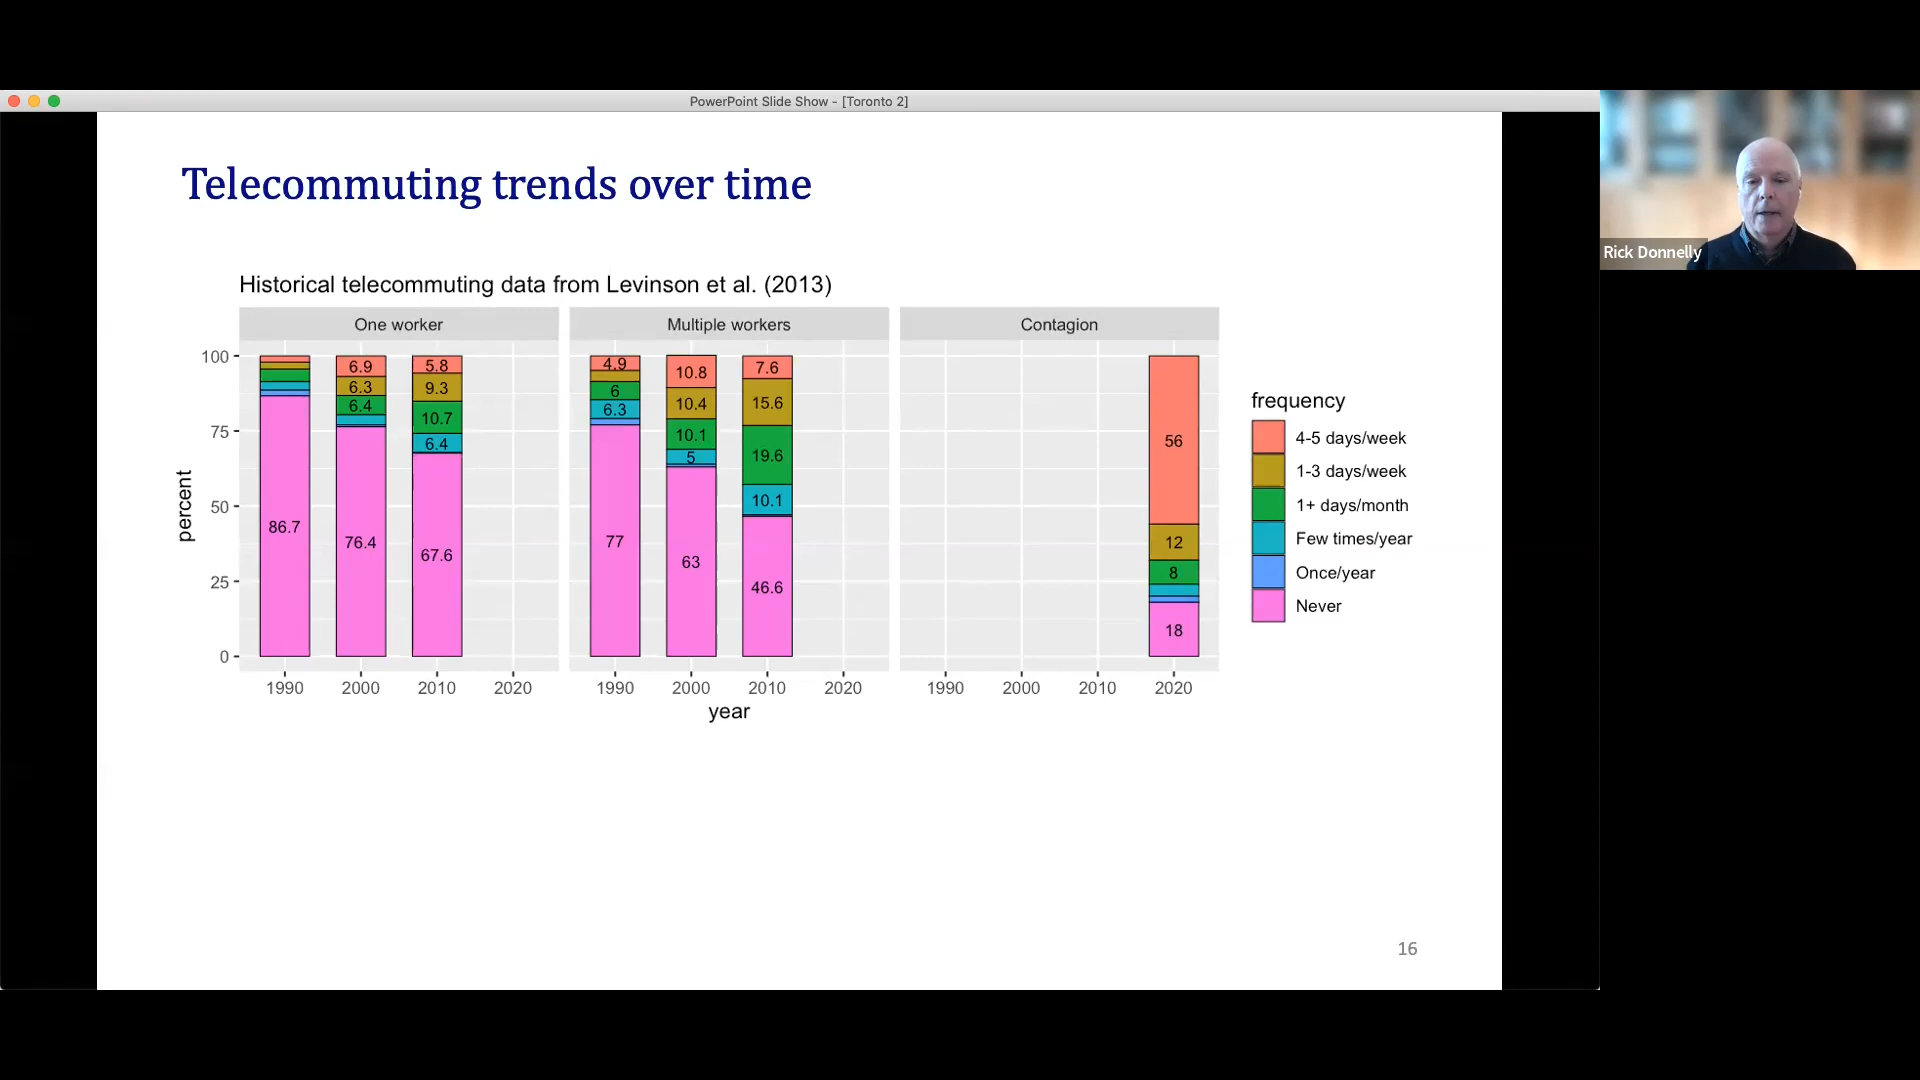 PowerPoint Slide Show - [Toronto 2]
Rick Donnelly
Telecommuting trends over time
Historical telecommuting data from Levinson et al. (2013)
One worker
Multiple workers
Contagion
percent
100
75
50
25
0
86.7
6.9
6.3
6.4
76.4
5.8
9.3
10.7
6.4
67.6
4.9
6
6.3
77
10.8
10.4
10.1
5
63
7.6
15.6
19.6
10.1
46.6
56
12
8
18
1990 2000 2010 2020
1990 2000 2010 2020
1990 2000 2010 2020
year
frequency
4-5 days/week
1-3 days/week
1+ days/month
Few times/year
Once/year
Never
16